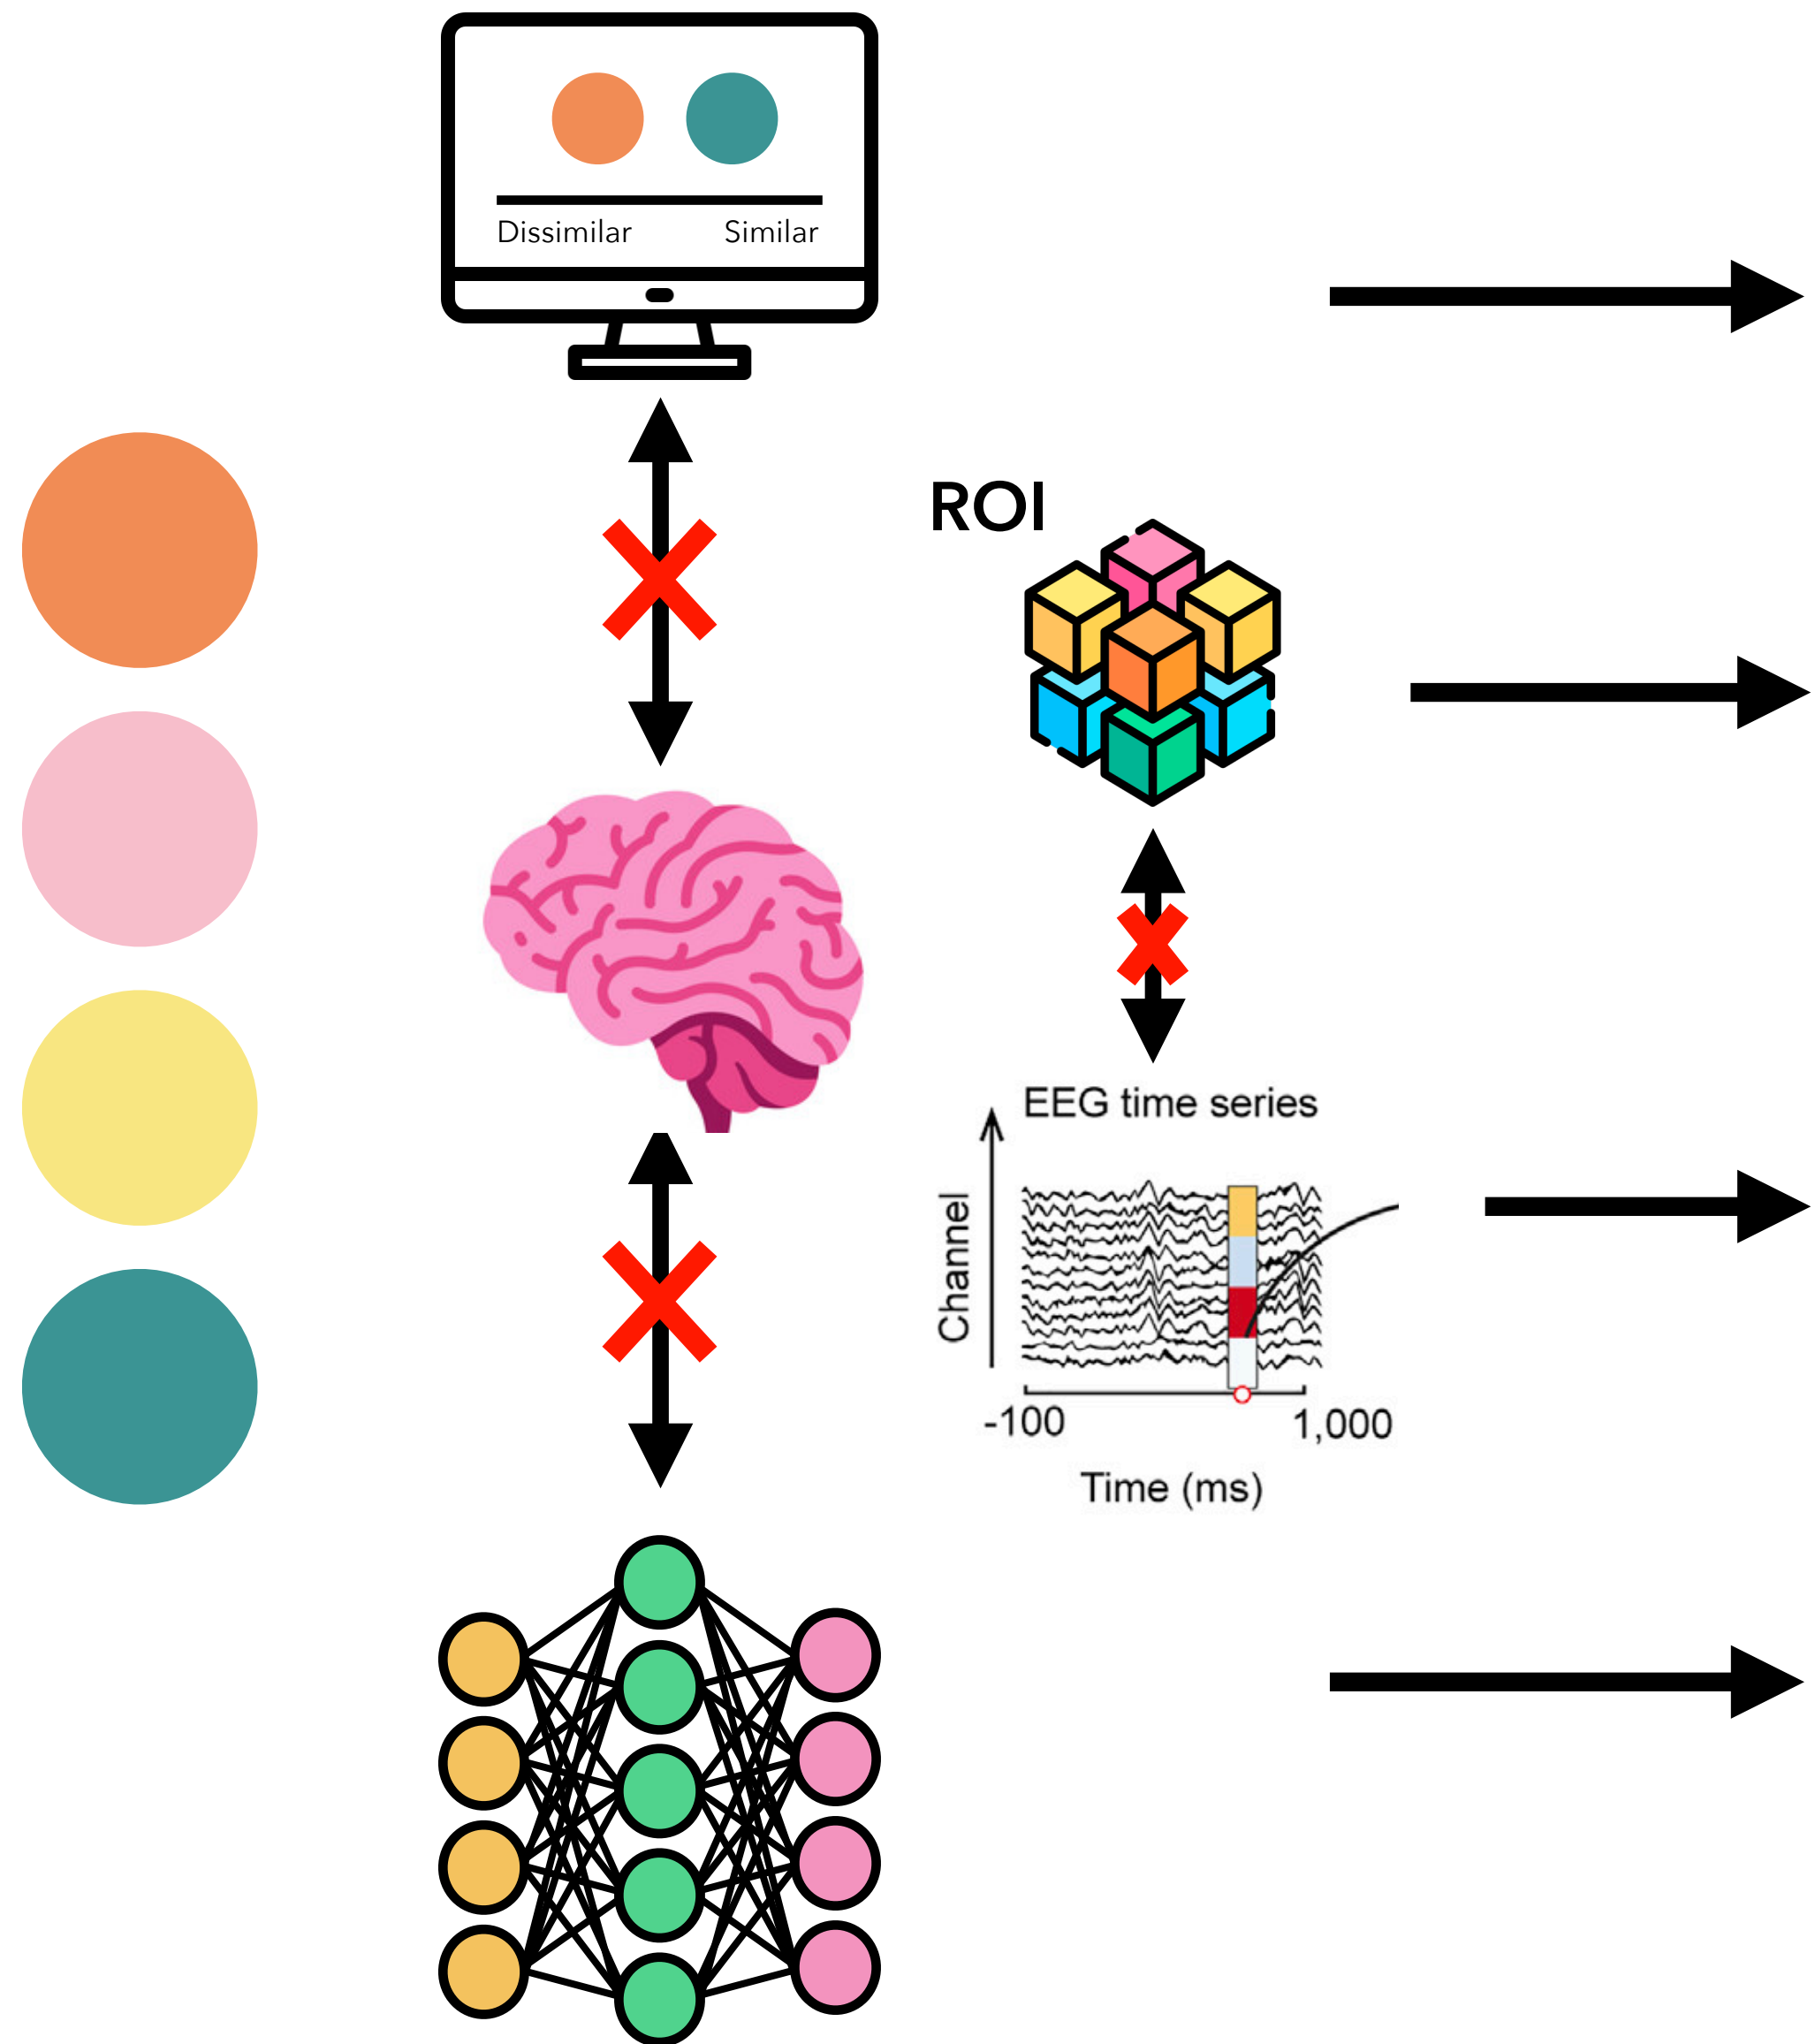 Dissimilar Similar
ROI
EEG time series
Channel
-100 1,000
Time (ms)